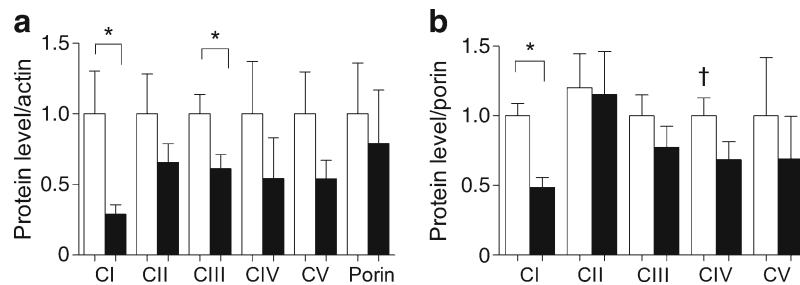 a
Protein level/actin
1.5
1.0
0.5
0
*
*
CI CII CIII CIV CV Porin
b
Protein level/porin
1.5
1.0
0.5
0
*
†
CI CII CIII CIV CV